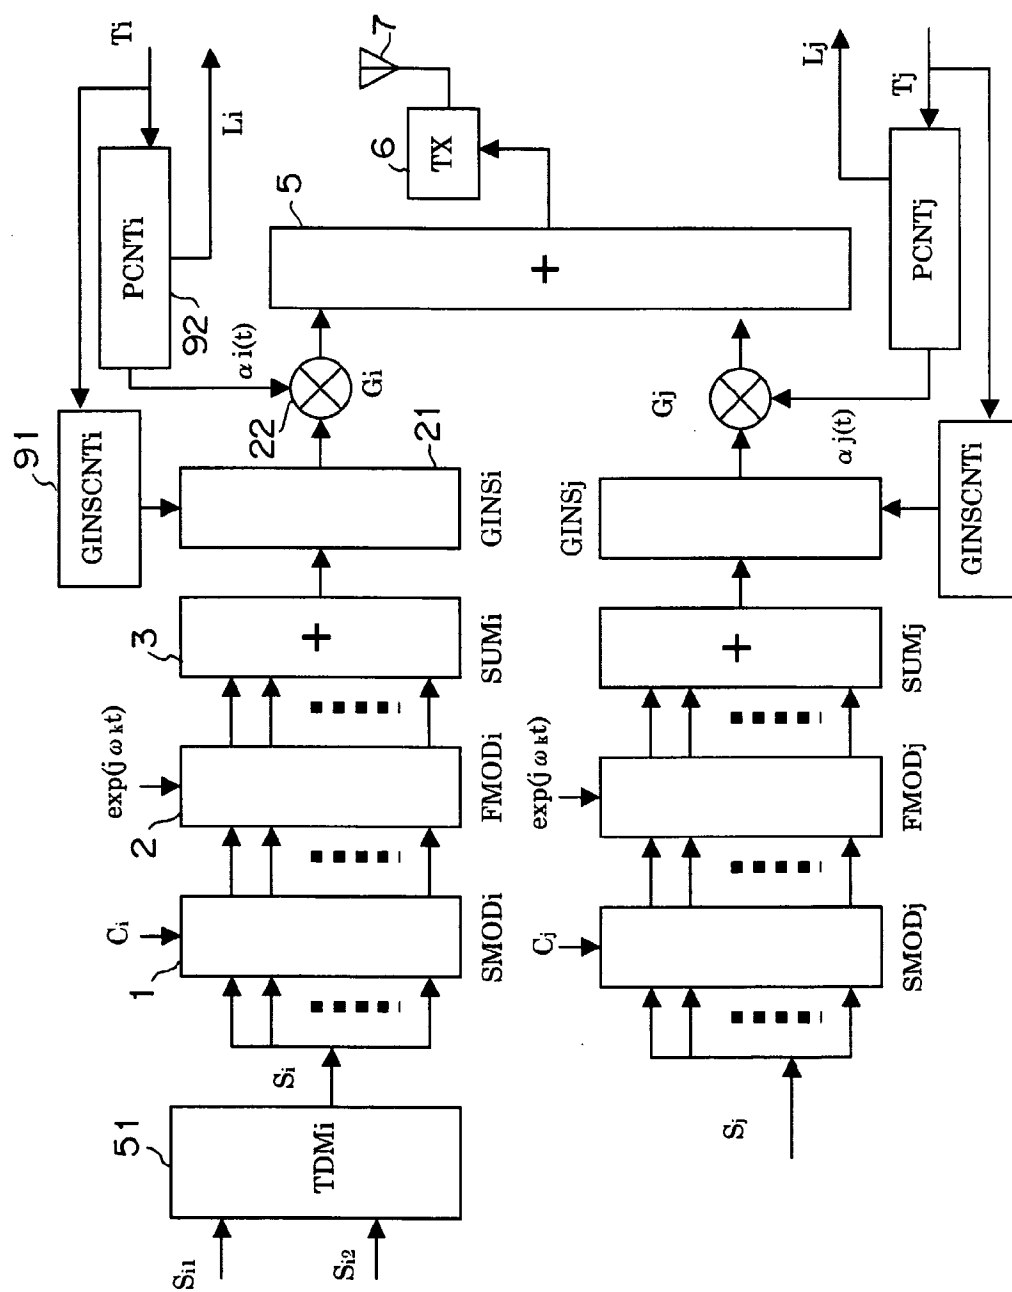 Ti
Li
PCNTi
92
α i(t)
91
GINSCNTi
7
6
TX
5
+
22
Gi
21
GINSi
3
+
SUMi
exp(j ωkt)
2
FMODi
Ci
1
SMODi
Si
51
TDMi
Si1
Si2
Lj
Tj
PCNTj
α j(t)
GINSCNTi
Gj
GINSj
+
SUMj
exp(j ωkt)
FMODj
Cj
SMODj
Sj